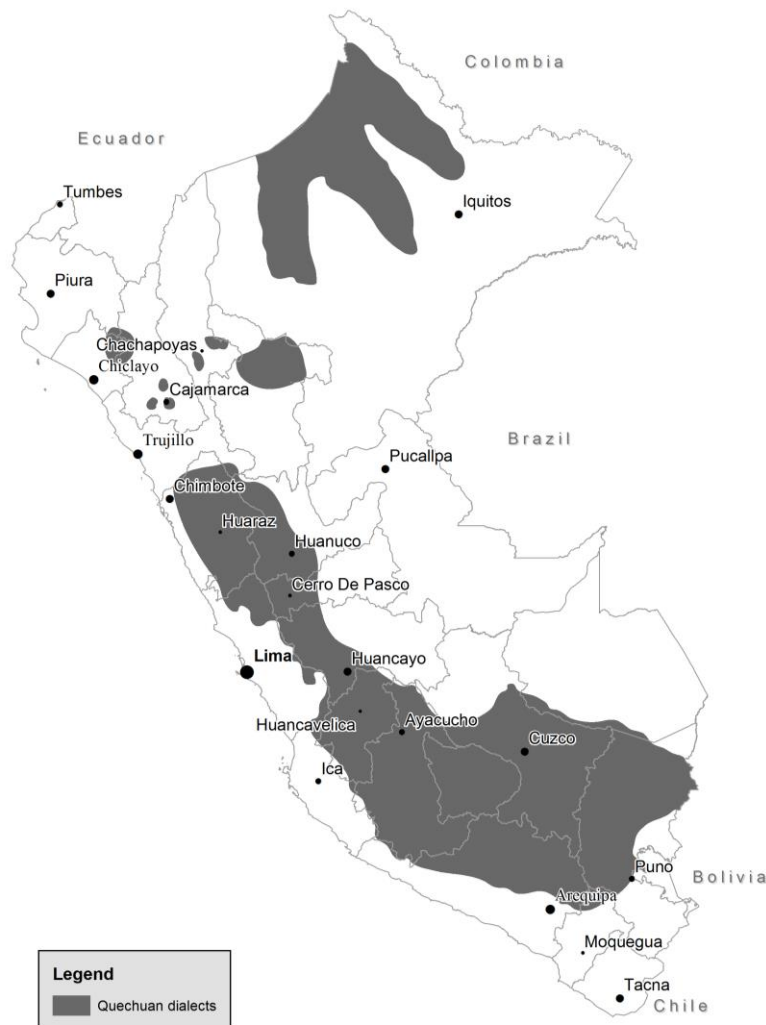 Colombia
Ecuador
Tumbes
Iquitos
Piura
Chachapoyas
Chiclayo
Cajamarca
Brazil
Trujillo
Pucallpa
Chimbote
Huaraz
Huanuco
Cerro De Pasco
Lima
Huancayo
Huancavelica
Ayacucho
Cuzco
Ica
Puno
Bolivia
Arequipa
Moquegua
Tacna
Chile
Legend
Quechuan dialects